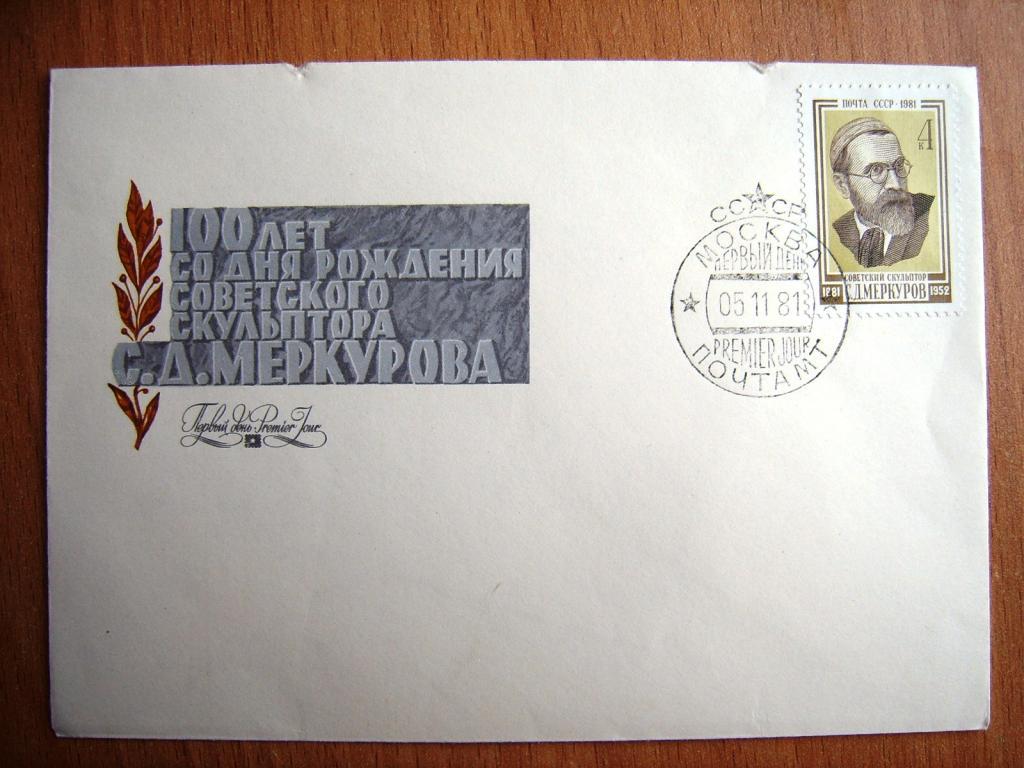 100 ЛЕТ
СО ДНЯ РОЖДЕНИЯ
СОВЕТСКОГО
СКУЛЬПТОРА
С.Д.МЕРКУРОВА
Первый день Premier Jour
СССР
МОСКВА
ПЕРВЫЙ ДЕНЬ
05 11 81
PREMIER JOUR
ПОЧТАМТ
ПОЧТА СССР·1981
4
к
СОВЕТСКИЙ СКУЛЬПТОР
1881 С.Д.МЕРКУРОВ 1952